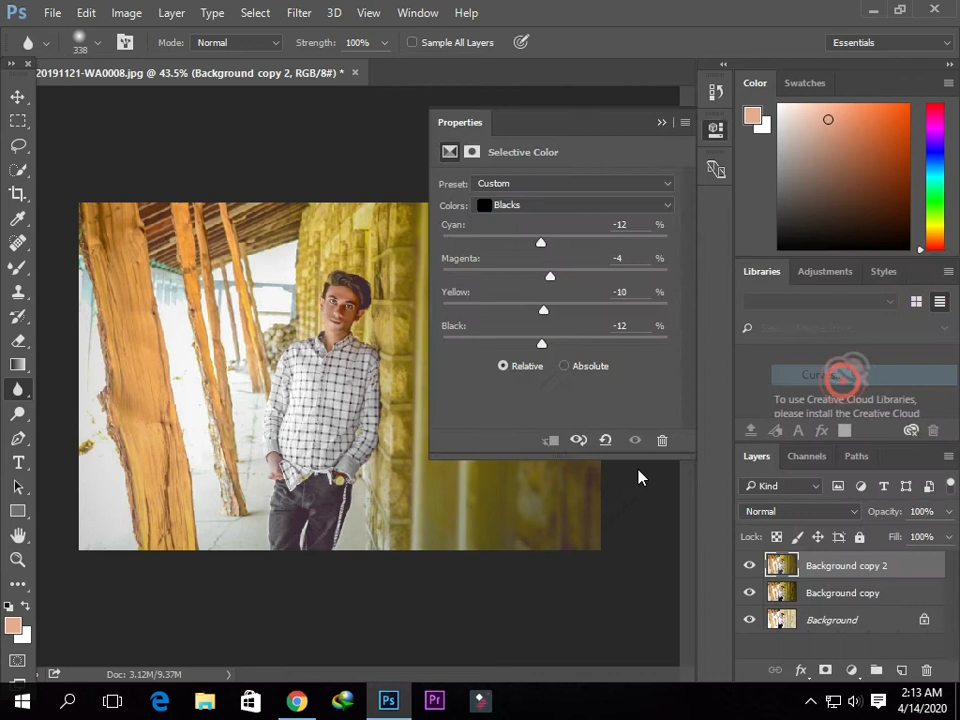 Ps File Edit Image Layer Type Select Filter 3D View Window Help
338 Mode: Normal Strength: 100% Sample All Layers Essentials
20191121-WA0008.jpg @ 43.5% (Background copy 2, RGB/8#) *
Color Swatches
Properties
Selective Color
Preset: Custom
Colors: Blacks
Cyan: -12 %
Magenta: -4 %
Yellow: -10 %
Black: -12 %
Relative Absolute
Libraries Adjustments Styles
To use Creative Cloud Libraries,
please install the Creative Cloud
Layers Channels Paths
Kind
Normal Opacity: 100%
Lock: Fill: 100%
Background copy 2
Background copy
Background
Doc: 3.12M/9.37M
Ps Pr
2:13 AM
4/14/2020